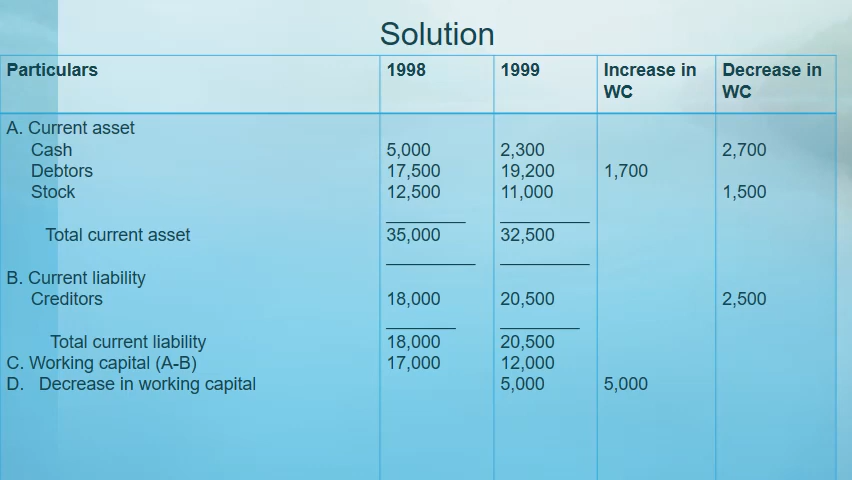 Solution
Particulars 1998 1999 Increase in WC Decrease in WC
A. Current asset
Cash 5,000 2,300 2,700
Debtors 17,500 19,200 1,700
Stock 12,500 11,000 1,500
Total current asset 35,000 32,500
B. Current liability
Creditors 18,000 20,500 2,500
Total current liability 18,000 20,500
C. Working capital (A-B) 17,000 12,000
D. Decrease in working capital 5,000 5,000